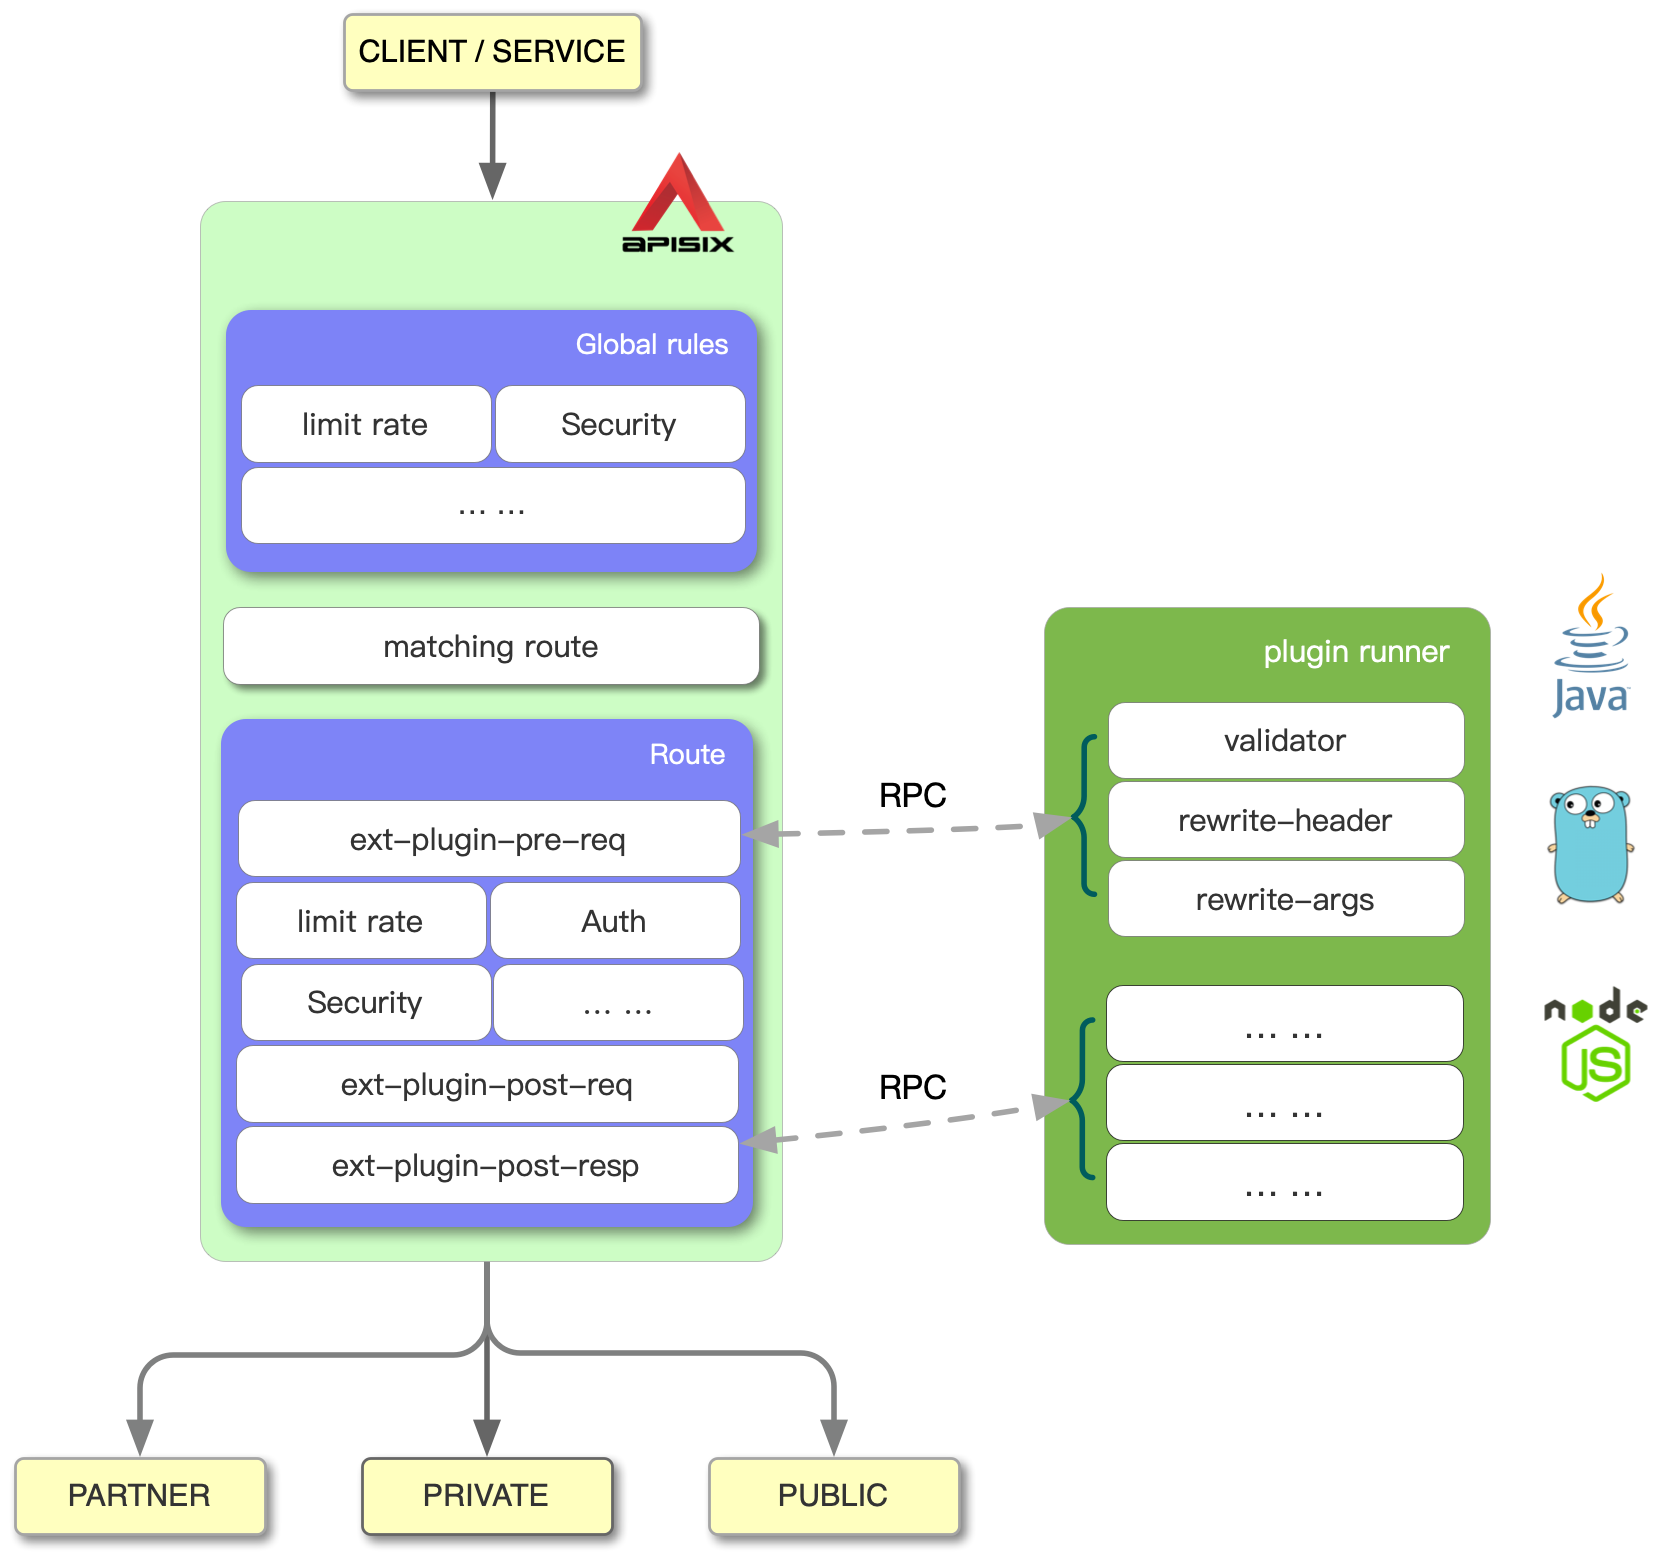 CLIENT / SERVICE
APISIX
Global rules
limit rate
Security
... ...
matching route
Route
ext-plugin-pre-req
limit rate
Auth
Security
... ...
ext-plugin-post-req
ext-plugin-post-resp
RPC
RPC
plugin runner
validator
rewrite-header
rewrite-args
... ...
... ...
... ...
Java
node
JS
PARTNER
PRIVATE
PUBLIC